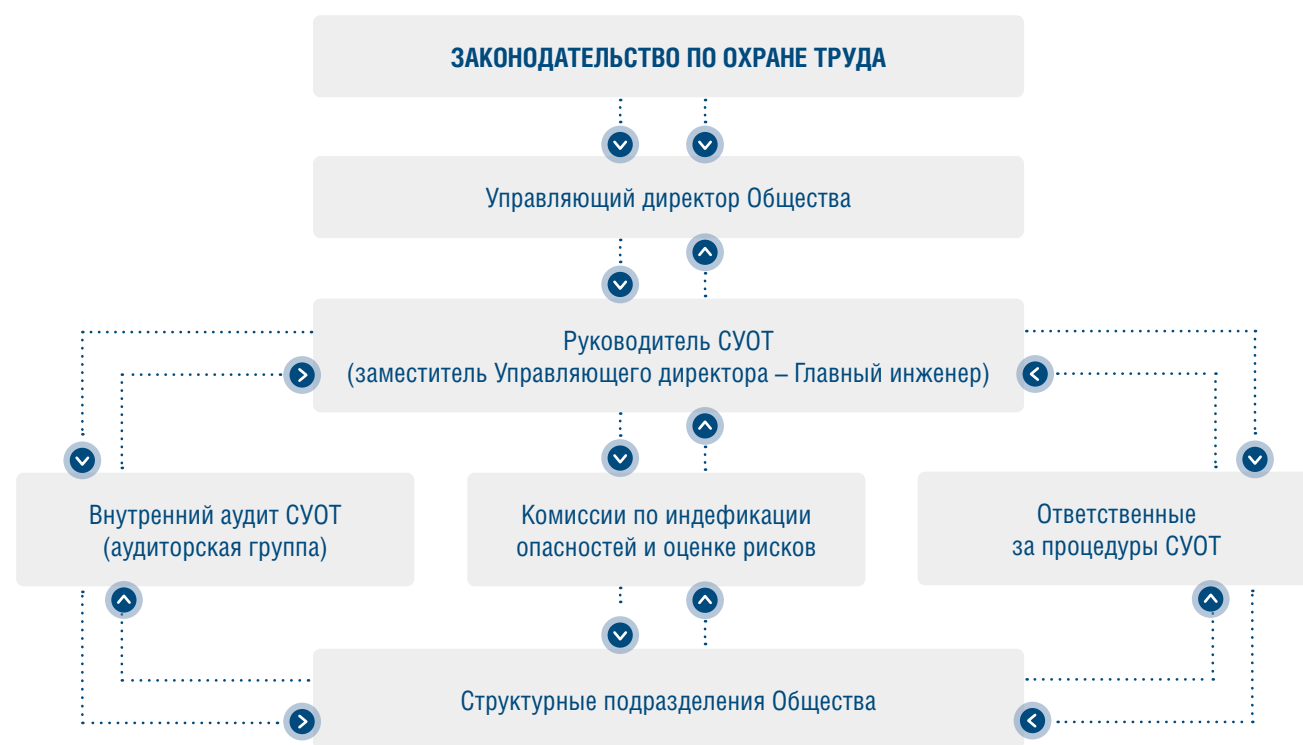 ЗАКОНОДАТЕЛЬСТВО ПО ОХРАНЕ ТРУДА
Управляющий директор Общества
Руководитель СУОТ
(заместитель Управляющего директора – Главный инженер)
Внутренний аудит СУОТ
(аудиторская группа)
Комиссии по индефикации
опасностей и оценке рисков
Ответственные
за процедуры СУОТ
Структурные подразделения Общества